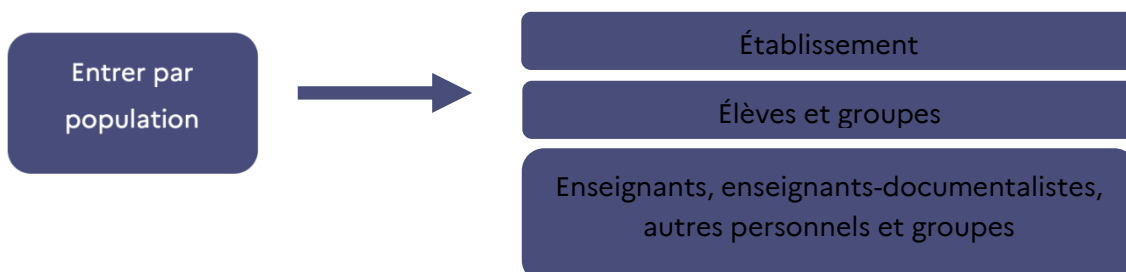 Entrer par
population
Établissement
Élèves et groupes
Enseignants, enseignants-documentalistes,
autres personnels et groupes